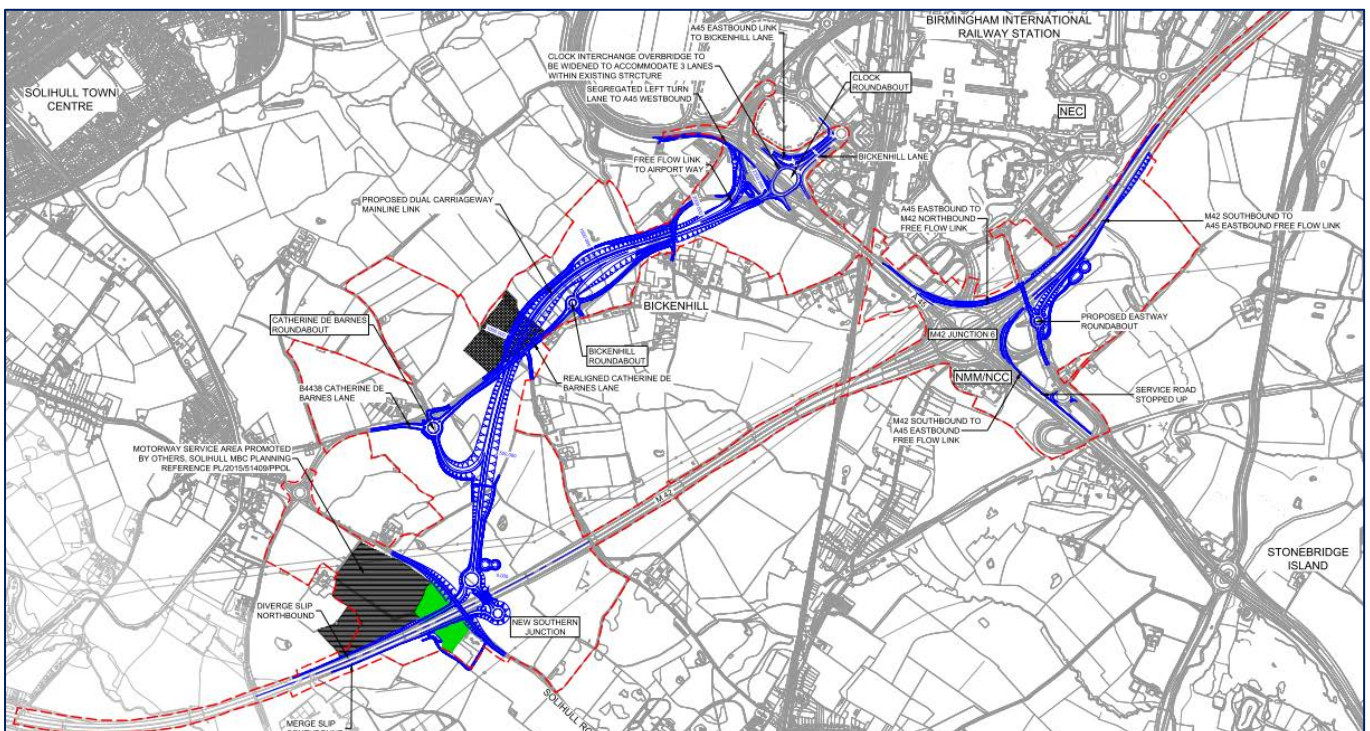 BIRMINGHAM INTERNATIONAL
RAILWAY STATION
A45 EASTBOUND LINK
TO BICKENHILL LANE
CLOCK INTERCHANGE OVERBRIDGE TO
BE WIDENED TO ACCOMMODATE 3 LANES
WITHIN EXISTING STRCTURE
SEGREGATED LEFT TURN
LANE TO A45 WESTBOUND
CLOCK
ROUNDABOUT
SOLIHULL TOWN
CENTRE
NEC
FREE FLOW LINK
TO AIRPORT WAY
BICKENHILL LANE
PROPOSED DUAL CARRIAGEWAY
MAINLINE LINK
A45 EASTBOUND TO
M42 NORTHBOUND
FREE FLOW LINK
M42 SOUTHBOUND TO
A45 EASTBOUND FREE FLOW LINK
BICKENHILL
A 45
CATHERINE DE BARNES
ROUNDABOUT
PROPOSED EASTWAY
ROUNDABOUT
M42 JUNCTION 6
BICKENHILL
ROUNDABOUT
REALIGNED CATHERINE DE
BARNES LANE
NMM/NCC
SERVICE ROAD
STOPPED UP
B4438 CATHERINE DE
BARNES LANE
M42 SOUTHBOUND TO
A45 EASTBOUND
FREE FLOW LINK
MOTORWAY SERVICE AREA PROMOTED
BY OTHERS, SOLIHULL MBC PLANNING
REFERENCE PL/2015/51409/PPOL
M 42
STONEBRIDGE
ISLAND
DIVERGE SLIP
NORTHBOUND
NEW SOUTHERN
JUNCTION
MERGE SLIP